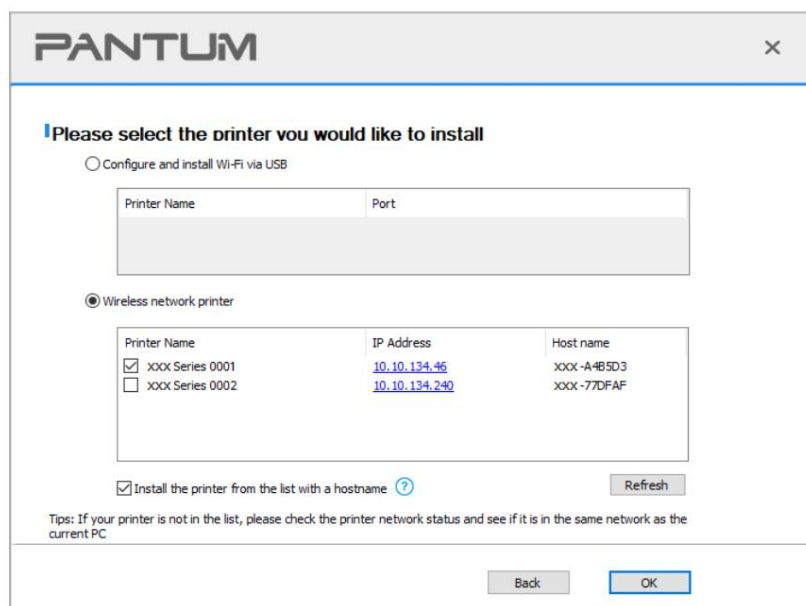 PANTUM
Please select the printer you would like to install
Configure and install Wi-Fi via USB
Printer Name Port
Wireless network printer
Printer Name IP Address Host name
XXX Series 0001 10.10.134.46 XXX-A4B5D3
XXX Series 0002 10.10.134.240 XXX-77DFAF
Install the printer from the list with a hostname ?
Refresh
Tips: If your printer is not in the list, please check the printer network status and see if it is in the same network as the
current PC
Back OK